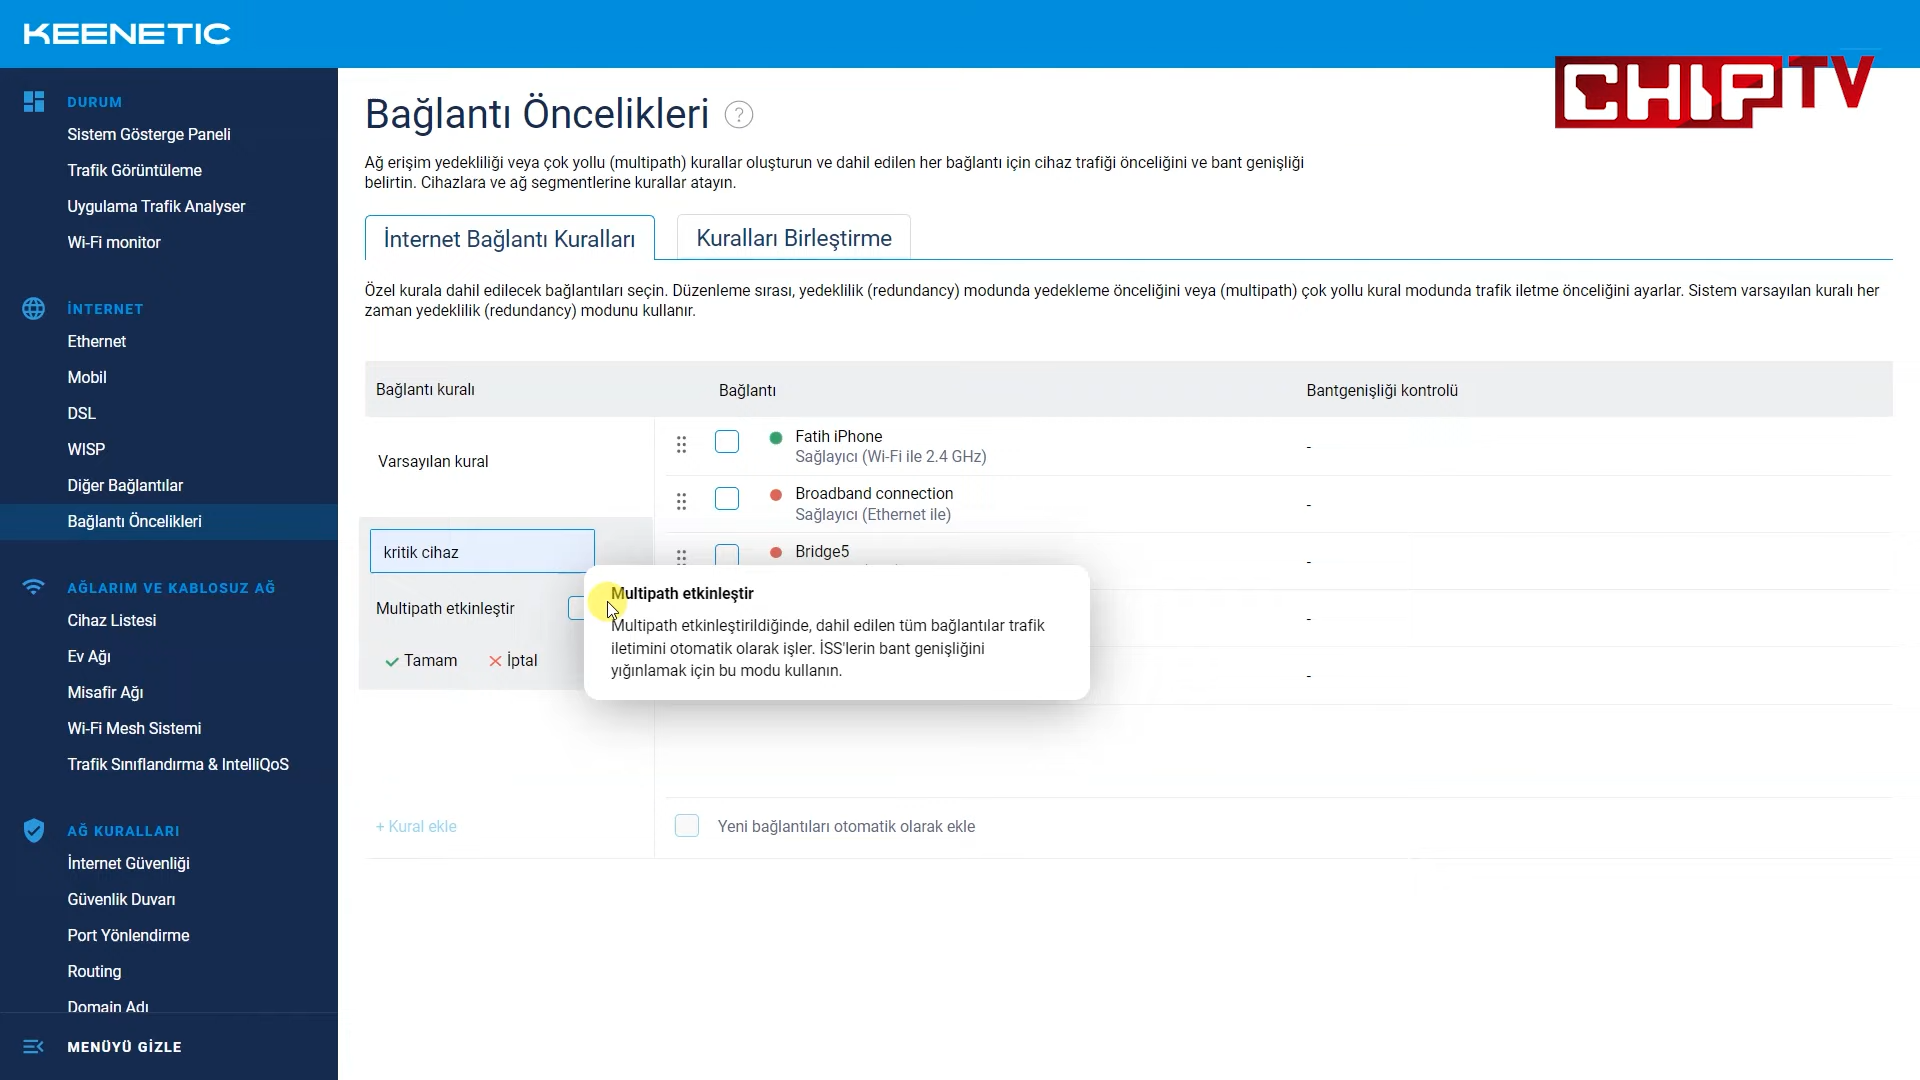 KEENETIC
CHIP TV
DURUM
Sistem Gösterge Paneli
Trafik Görüntüleme
Uygulama Trafik Analyser
Wi-Fi monitor
İNTERNET
Ethernet
Mobil
DSL
WISP
Diğer Bağlantılar
Bağlantı Öncelikleri
AĞLARIM VE KABLOSUZ AĞ
Cihaz Listesi
Ev Ağı
Misafir Ağı
Wi-Fi Mesh Sistemi
Trafik Sınıflandırma & IntelliQoS
AĞ KURALLARI
İnternet Güvenliği
Güvenlik Duvarı
Port Yönlendirme
Routing
Domain Adı
MENÜYÜ GİZLE
Bağlantı Öncelikleri ?
Ağ erişim yedekliliği veya çok yollu (multipath) kurallar oluşturun ve dahil edilen her bağlantı için cihaz trafiği önceliğini ve bant genişliği
belirtin. Cihazlara ve ağ segmentlerine kurallar atayın.
İnternet Bağlantı Kuralları
Kuralları Birleştirme
Özel kurala dahil edilecek bağlantıları seçin. Düzenleme sırası, yedeklilik (redundancy) modunda yedekleme önceliğini veya (multipath) çok yollu kural modunda trafik iletme önceliğini ayarlar. Sistem varsayılan kuralı her
zaman yedeklilik (redundancy) modunu kullanır.
Bağlantı kuralı
Bağlantı
Bantgenişliği kontrolü
Varsayılan kural
kritik cihaz
Multipath etkinleştir
Tamam
İptal
+ Kural ekle
Fatih iPhone
Sağlayıcı (Wi-Fi ile 2.4 GHz)
-
Broadband connection
Sağlayıcı (Ethernet ile)
-
Bridge5
-
-
-
Multipath etkinleştir
Multipath etkinleştirildiğinde, dahil edilen tüm bağlantılar trafik
iletimini otomatik olarak işler. İSS'lerin bant genişliğini
yığınlamak için bu modu kullanın.
Yeni bağlantıları otomatik olarak ekle